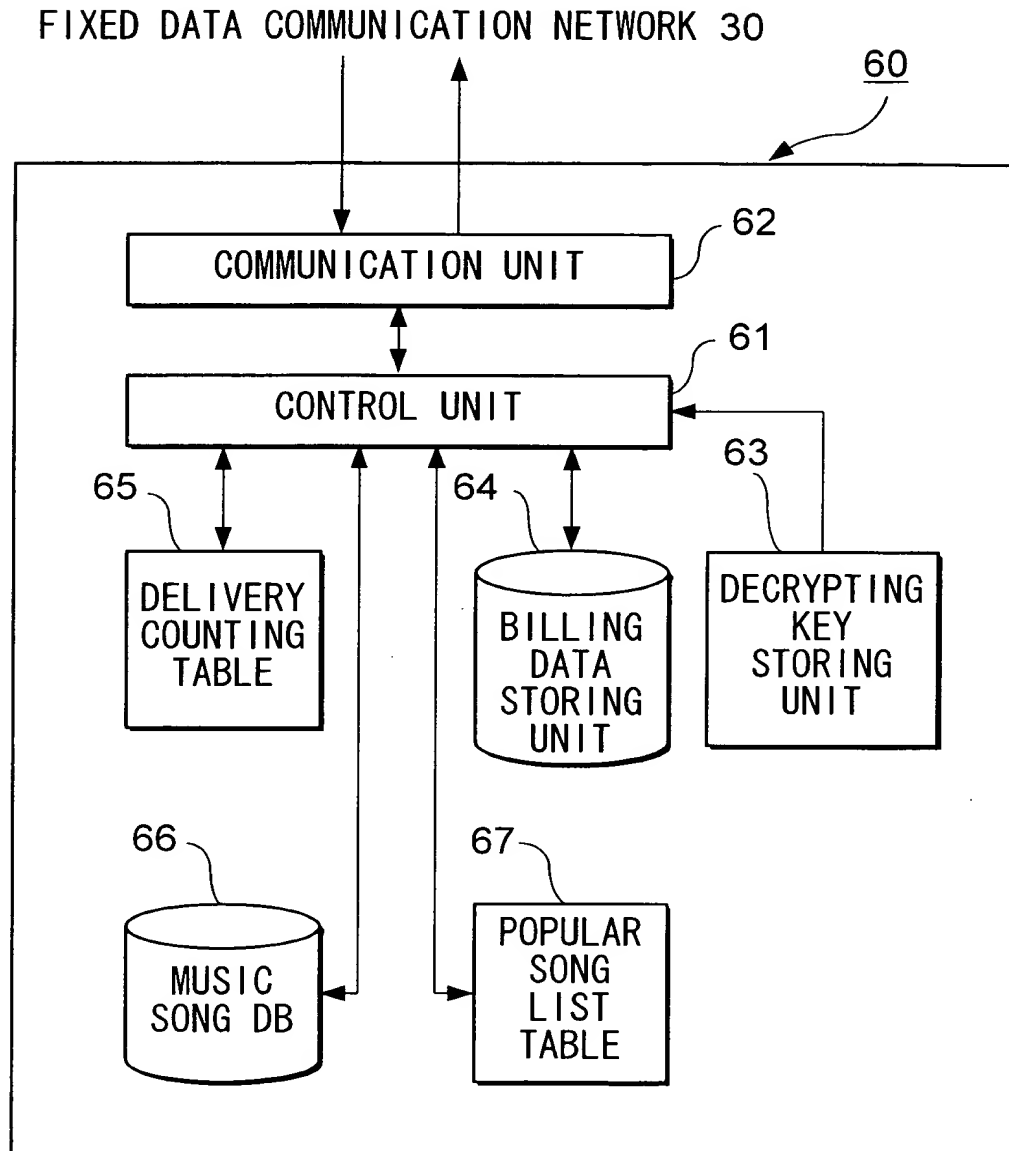 FIXED DATA COMMUNICATION NETWORK 30
60
62
COMMUNICATION UNIT
61
CONTROL UNIT
65
64
63
DELIVERY
COUNTING
TABLE
BILLING
DATA
STORING
UNIT
DECRYPTING
KEY
STORING
UNIT
66
67
MUSIC
SONG DB
POPULAR
SONG
LIST
TABLE